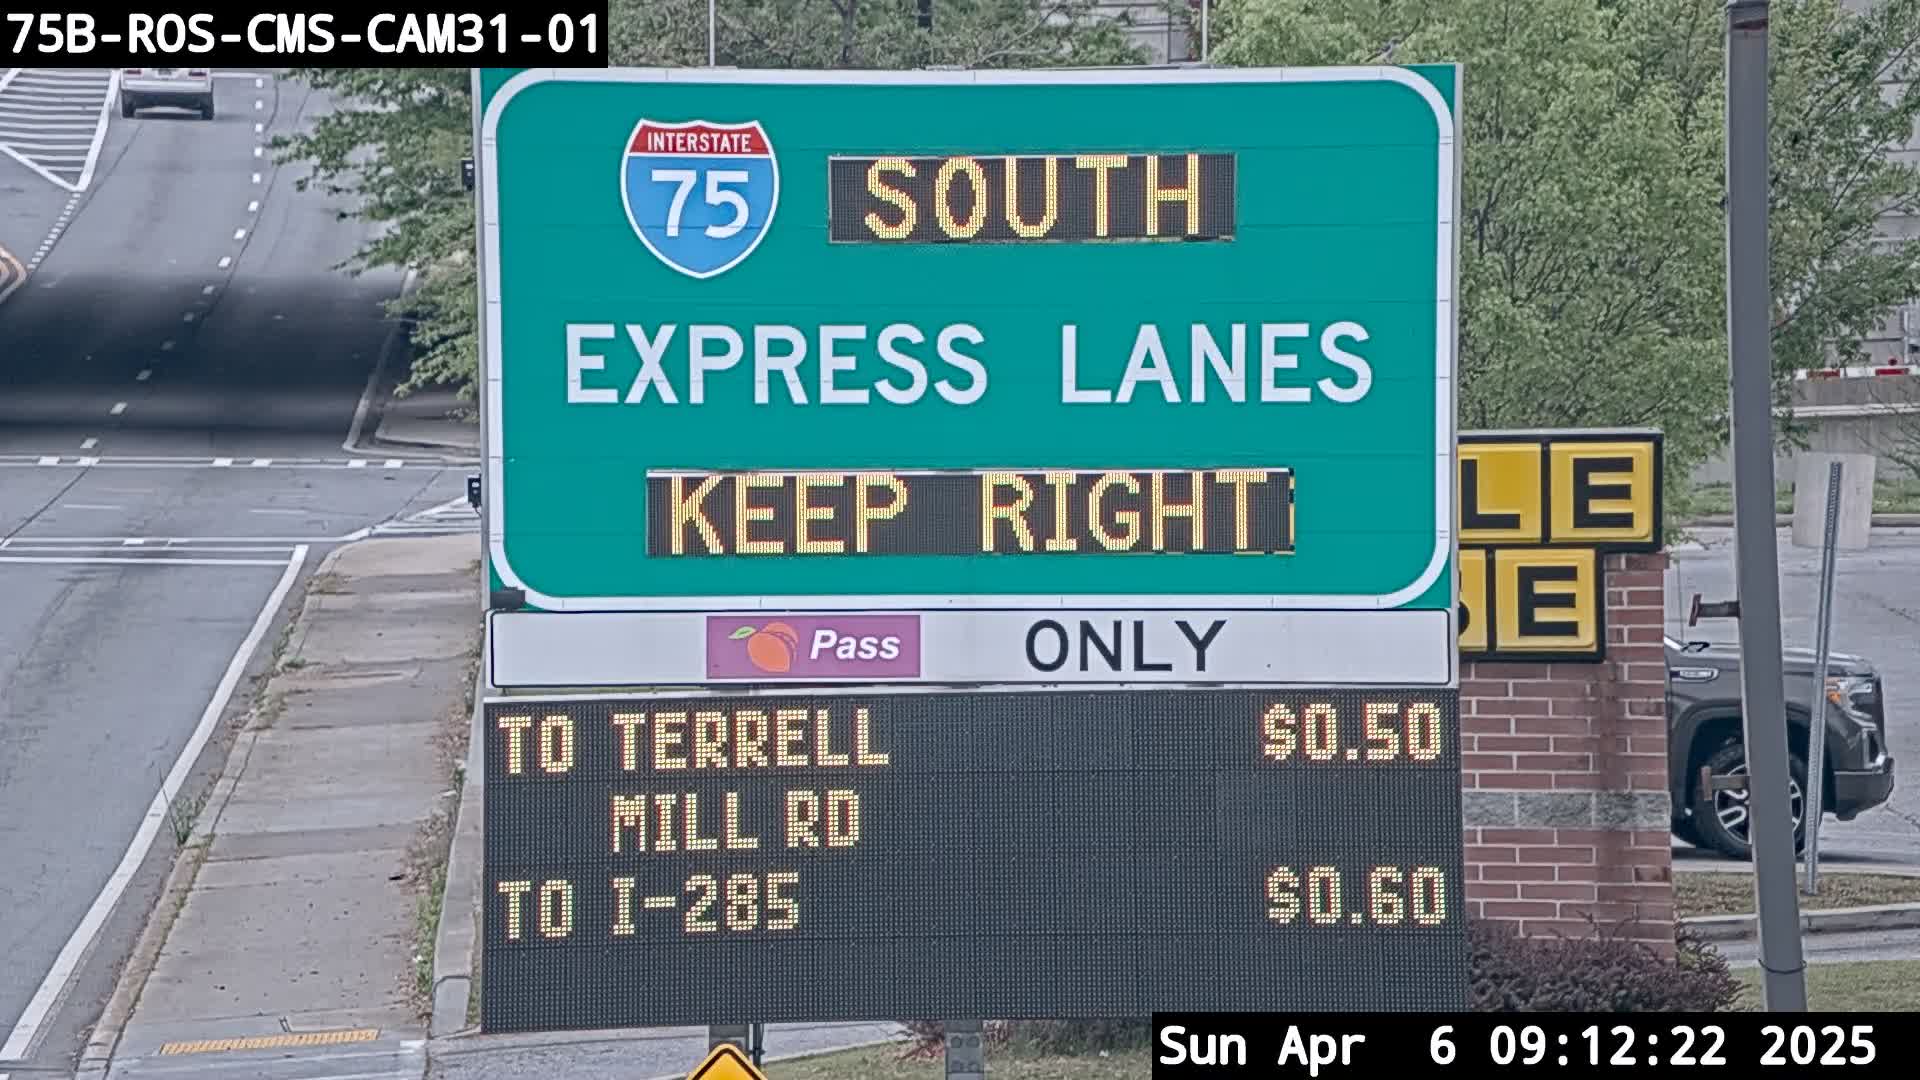 75B-ROS-CMS-CAM31-01
INTERSTATE
75
SOUTH
EXPRESS LANES
KEEP RIGHT
Pass ONLY
TO TERRELL $0.50
MILL RD
TO I-285 $0.60
LE
E
Sun Apr 6 09:12:22 2025